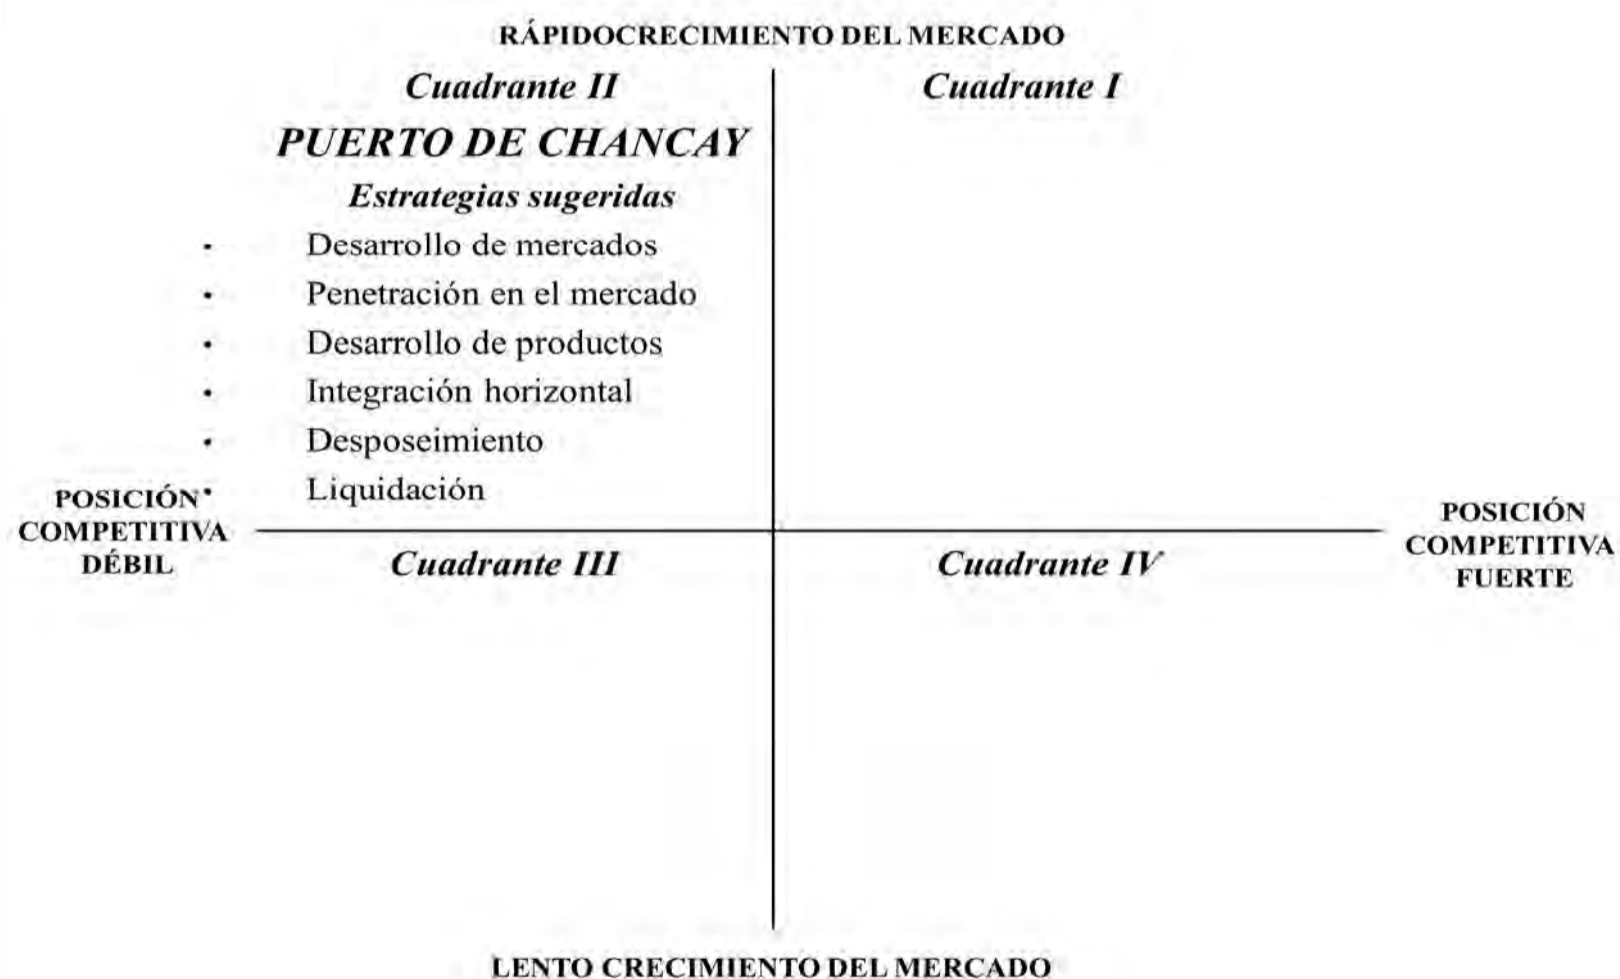 RÁPIDOCRECIMIENTO DEL MERCADO
Cuadrante II
PUERTO DE CHANCAY
Estrategias sugeridas
• Desarrollo de mercados
• Penetración en el mercado
• Desarrollo de productos
• Integración horizontal
• Desposeimiento
• Liquidación
Cuadrante I
POSICIÓN
COMPETITIVA
DÉBIL
POSICIÓN
COMPETITIVA
FUERTE
Cuadrante III
Cuadrante IV
LENTO CRECIMIENTO DEL MERCADO